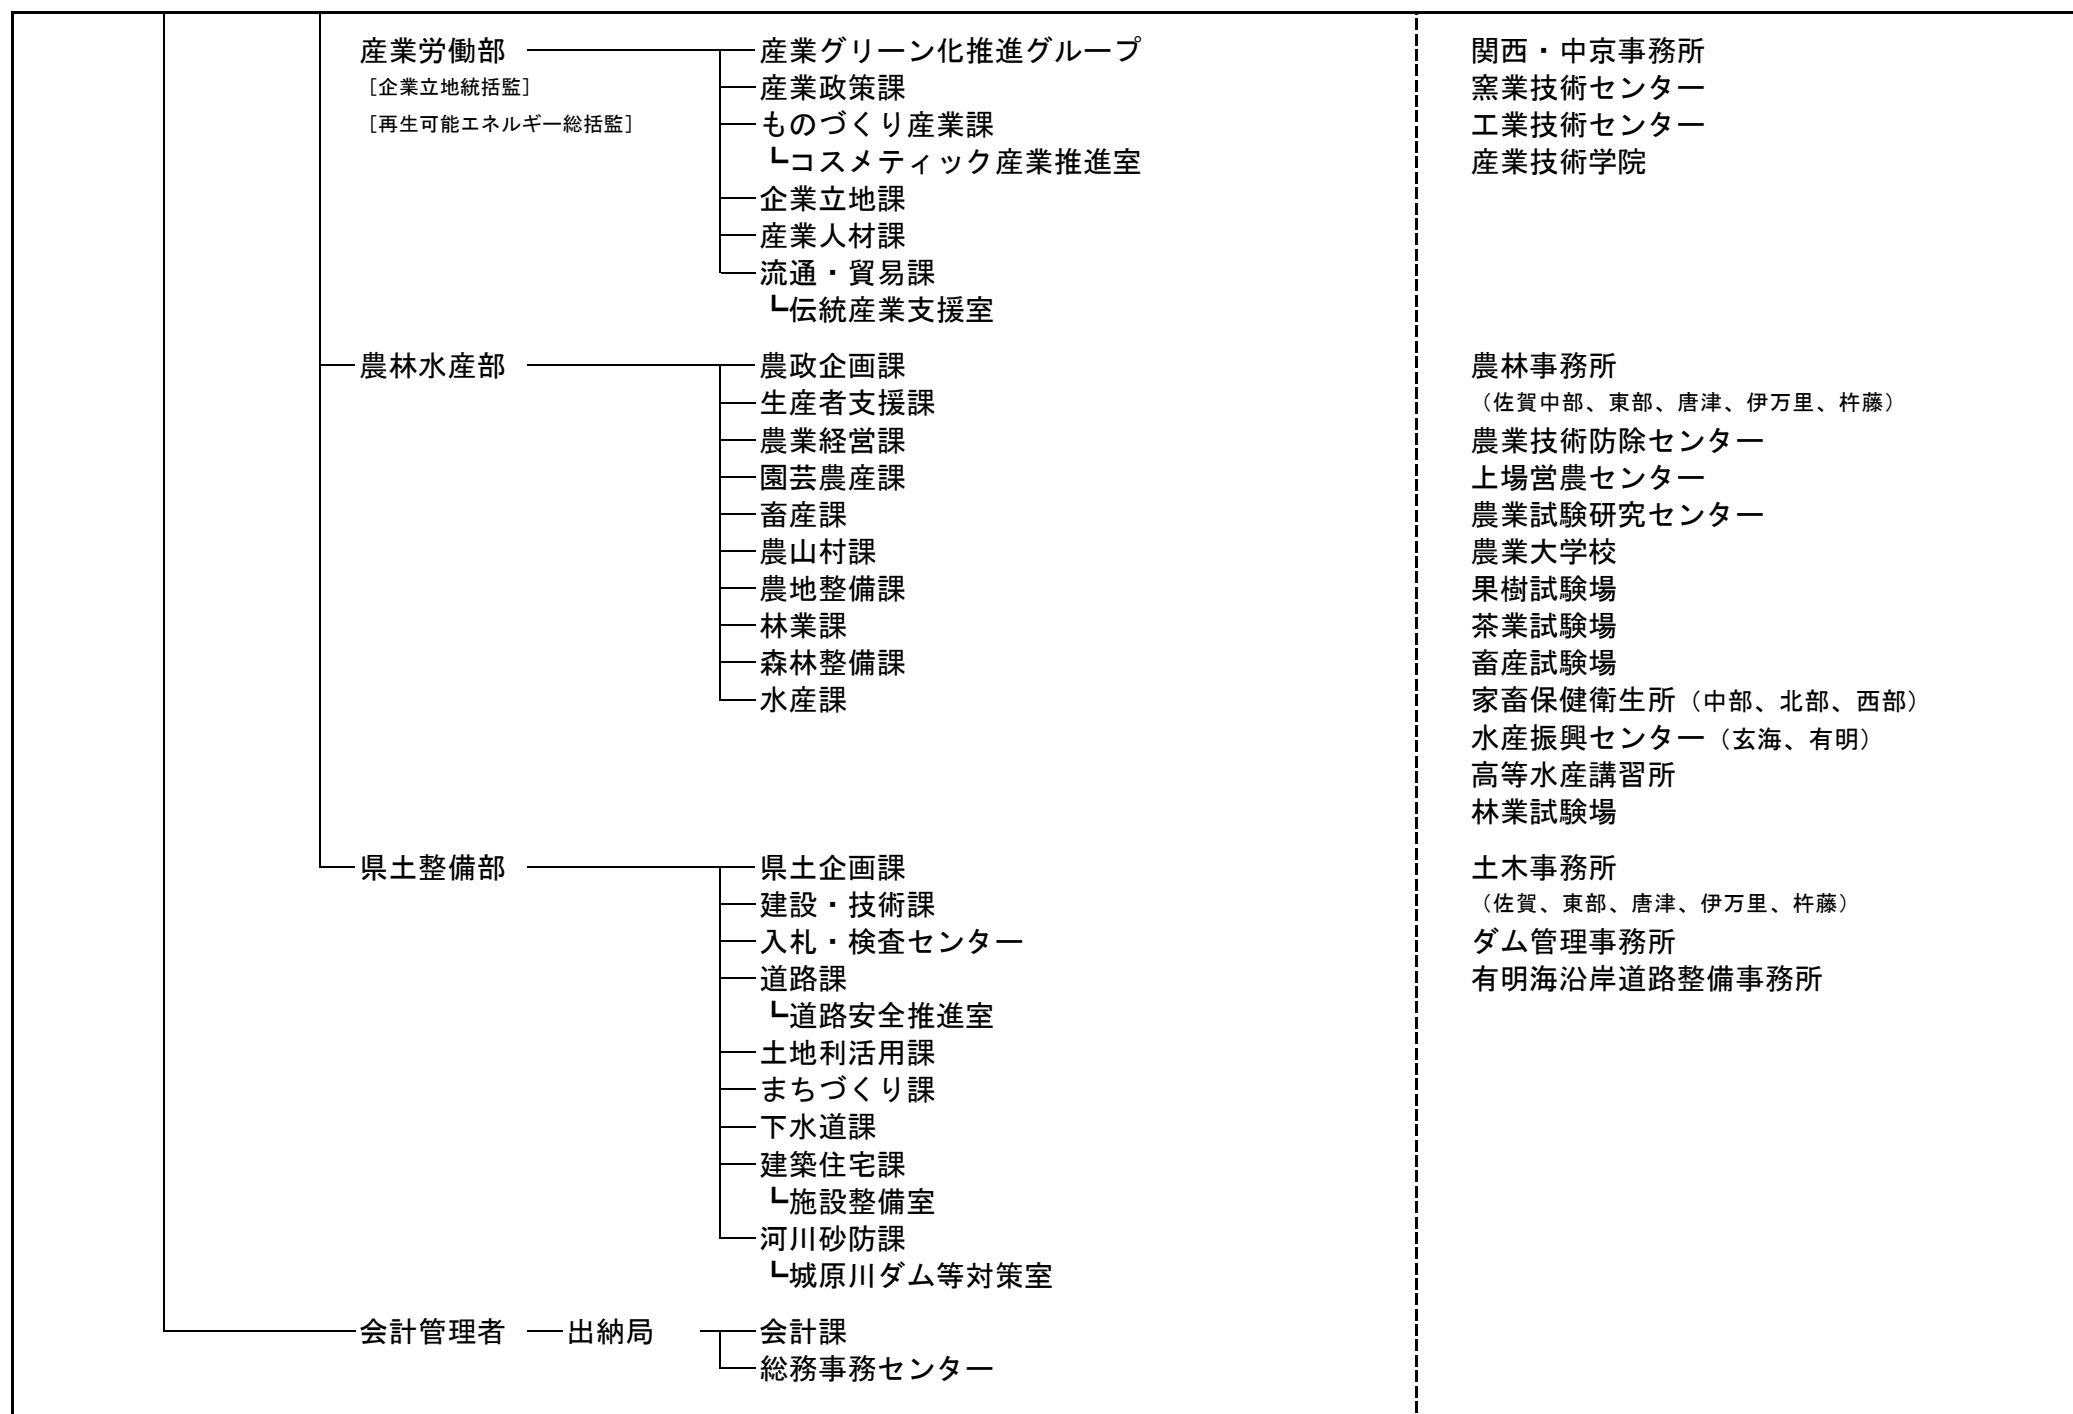 産業労働部 産業グリーン化推進グループ 関西・中京事務所
[企業立地統括監] 産業政策課 窯業技術センター
[再生可能エネルギー総括監] ものづくり産業課 工業技術センター
┗コスメティック産業推進室 産業技術学院
企業立地課
産業人材課
流通・貿易課
┗伝統産業支援室
農林水産部 農政企画課 農林事務所
生産者支援課 （佐賀中部、東部、唐津、伊万里、杵藤）
農業経営課 農業技術防除センター
園芸農産課 上場営農センター
畜産課 農業試験研究センター
農山村課 農業大学校
農地整備課 果樹試験場
林業課 茶業試験場
森林整備課 畜産試験場
水産課 家畜保健衛生所（中部、北部、西部）
水産振興センター（玄海、有明）
高等水産講習所
林業試験場
県土整備部 県土企画課 土木事務所
建設・技術課 （佐賀、東部、唐津、伊万里、杵藤）
入札・検査センター ダム管理事務所
道路課 有明海沿岸道路整備事務所
┗道路安全推進室
土地利活用課
まちづくり課
下水道課
建築住宅課
┗施設整備室
河川砂防課
┗城原川ダム等対策室
会計管理者 出納局 会計課
総務事務センター